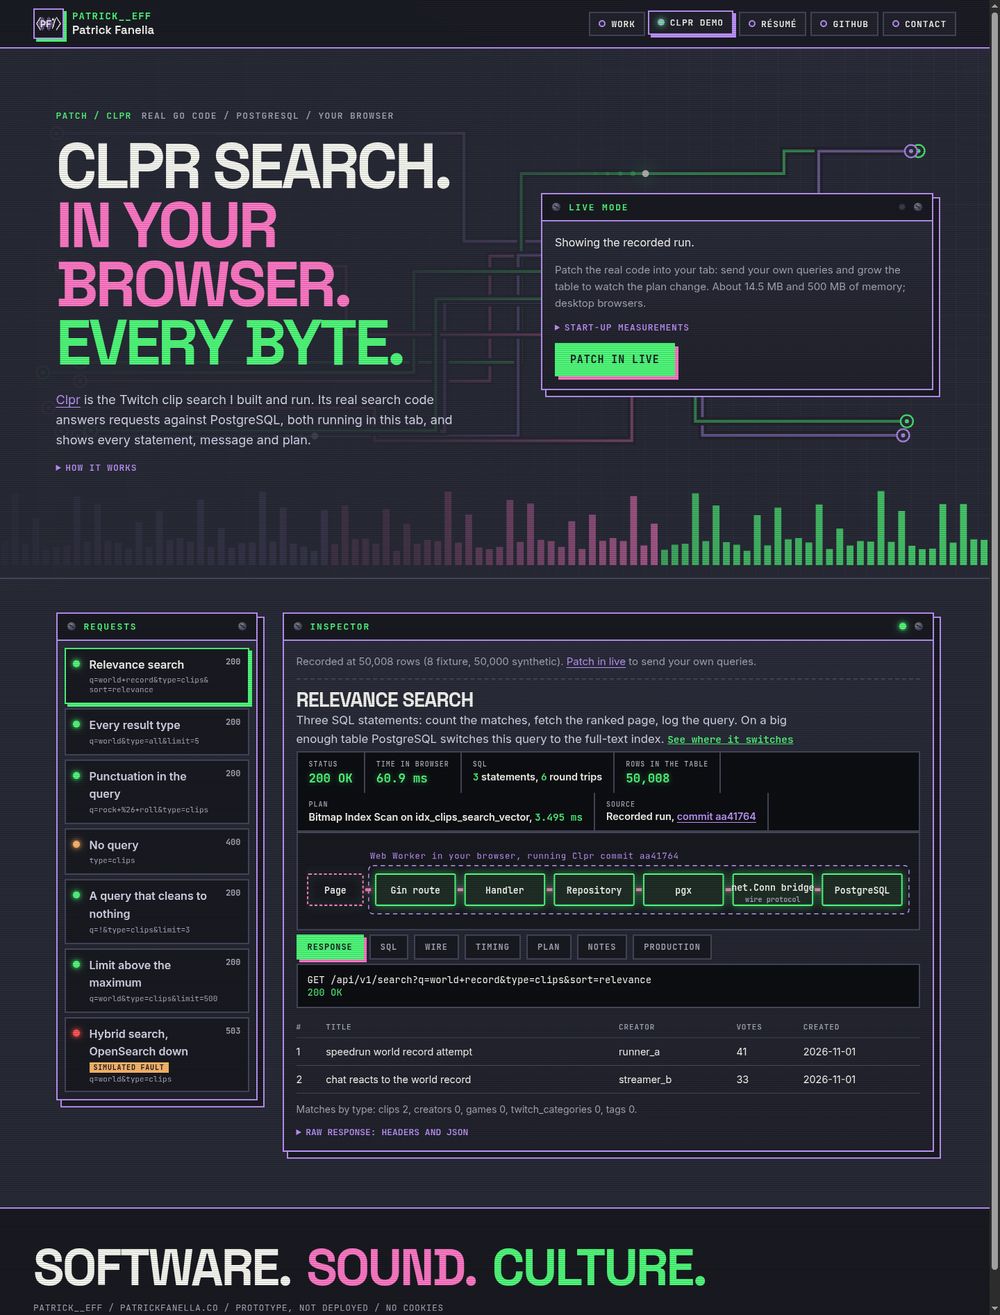 PATRICK__EFF
Patrick Fanella
WORK
CLPR DEMO
RÉSUMÉ
GITHUB
CONTACT
PATCH / CLPR REAL GO CODE / POSTGRESQL / YOUR BROWSER
CLPR SEARCH.
IN YOUR
BROWSER.
EVERY BYTE.
Clpr is the Twitch clip search I built and run. Its real search code
answers requests against PostgreSQL, both running in this tab, and
shows every statement, message and plan.
HOW IT WORKS
LIVE MODE
Showing the recorded run.
Patch the real code into your tab: send your own queries and grow the
table to watch the plan change. About 14.5 MB and 500 MB of memory;
desktop browsers.
START-UP MEASUREMENTS
PATCH IN LIVE
REQUESTS
Relevance search 200
q=world+record&type=clips&
sort=relevance
Every result type 200
q=world&type=all&limit=5
Punctuation in the 200
query
q=rock+%26+roll&type=clips
No query 400
type=clips
A query that cleans to 200
nothing
q=!&type=clips&limit=3
Limit above the 200
maximum
q=world&type=clips&limit=500
Hybrid search, 503
OpenSearch down
SIMULATED FAULT
q=world&type=clips
INSPECTOR
Recorded at 50,008 rows (8 fixture, 50,000 synthetic). Patch in live to send your own queries.
RELEVANCE SEARCH
Three SQL statements: count the matches, fetch the ranked page, log the query. On a big
enough table PostgreSQL switches this query to the full-text index. See where it switches
STATUS
200 OK
TIME IN BROWSER
60.9 ms
SQL
3 statements, 6 round trips
ROWS IN THE TABLE
50,008
PLAN
Bitmap Index Scan on idx_clips_search_vector, 3.495 ms
SOURCE
Recorded run, commit aa41764
Web Worker in your browser, running Clpr commit aa41764
Page
Gin route
Handler
Repository
pgx
net.Conn bridge
wire protocol
PostgreSQL
RESPONSE
SQL
WIRE
TIMING
PLAN
NOTES
PRODUCTION
GET /api/v1/search?q=world+record&type=clips&sort=relevance
200 OK
# TITLE CREATOR VOTES CREATED
1 speedrun world record attempt runner_a 41 2026-11-01
2 chat reacts to the world record streamer_b 33 2026-11-01
Matches by type: clips 2, creators 0, games 0, twitch_categories 0, tags 0.
RAW RESPONSE: HEADERS AND JSON
SOFTWARE. SOUND. CULTURE.
PATRICK__EFF / PATRICKFANELLA.CO / PROTOTYPE, NOT DEPLOYED / NO COOKIES